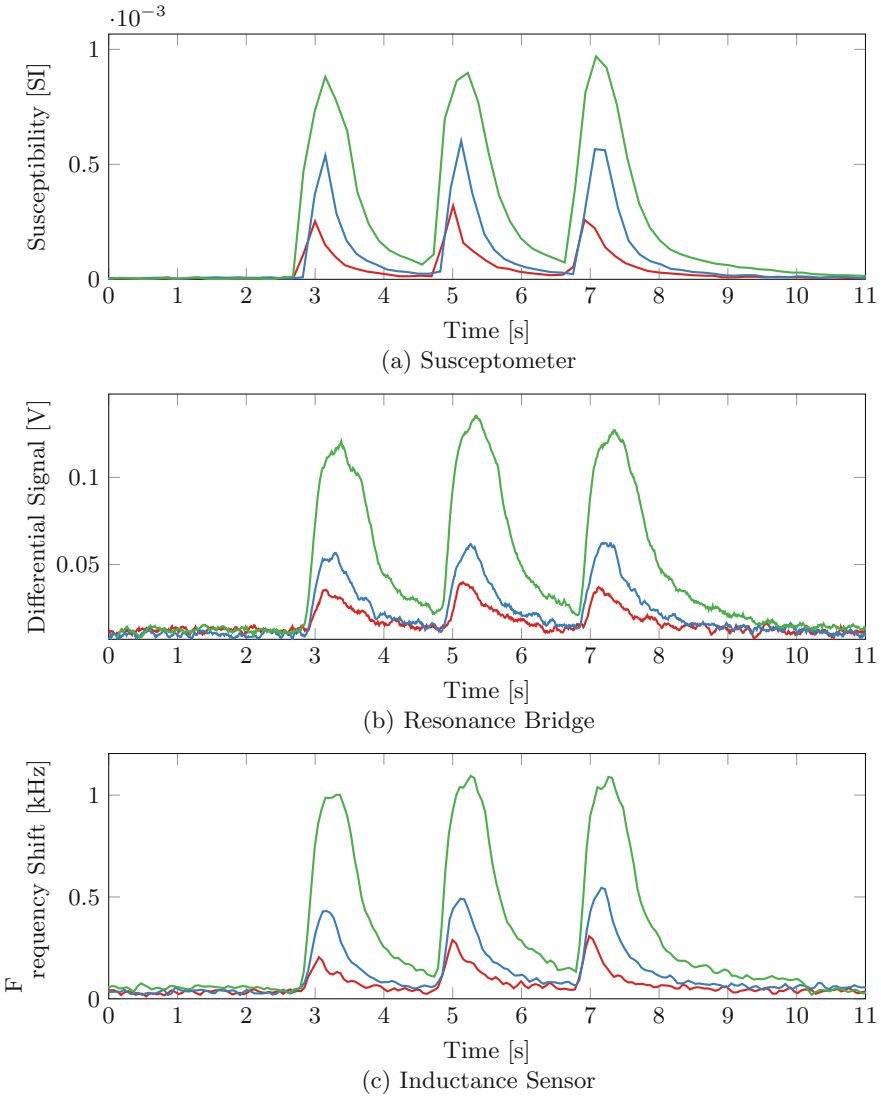 ·10⁻³
Susceptibility [SI]
1
0.5
0
0 1 2 3 4 5 6 7 8 9 10 11
Time [s]
(a) Susceptometer
Differential Signal [V]
0.1
0.05
0 1 2 3 4 5 6 7 8 9 10 11
Time [s]
(b) Resonance Bridge
F
requency Shift [kHz]
1
0.5
0
0 1 2 3 4 5 6 7 8 9 10 11
Time [s]
(c) Inductance Sensor